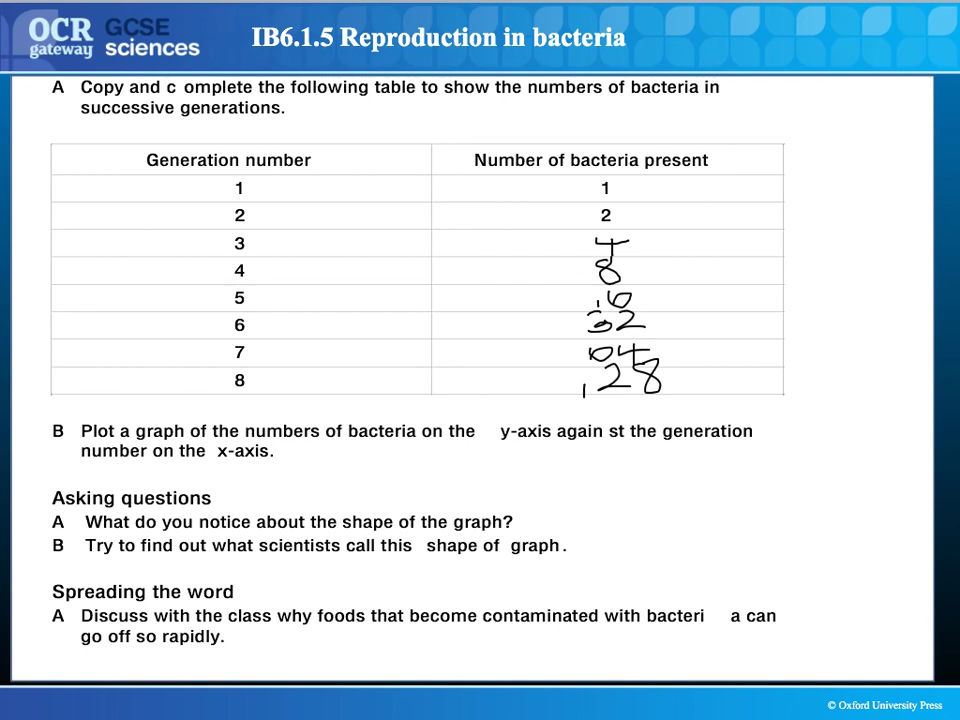 OCR GCSE
gateway sciences
IB6.1.5 Reproduction in bacteria
A Copy and c omplete the following table to show the numbers of bacteria in
successive generations.
Generation number Number of bacteria present
1 1
2 2
3 4
4 8
5 16
6 32
7 64
8 128
B Plot a graph of the numbers of bacteria on the y-axis again st the generation
number on the x-axis.
Asking questions
A What do you notice about the shape of the graph?
B Try to find out what scientists call this shape of graph.
Spreading the word
A Discuss with the class why foods that become contaminated with bacteri a can
go off so rapidly.
© Oxford University Press